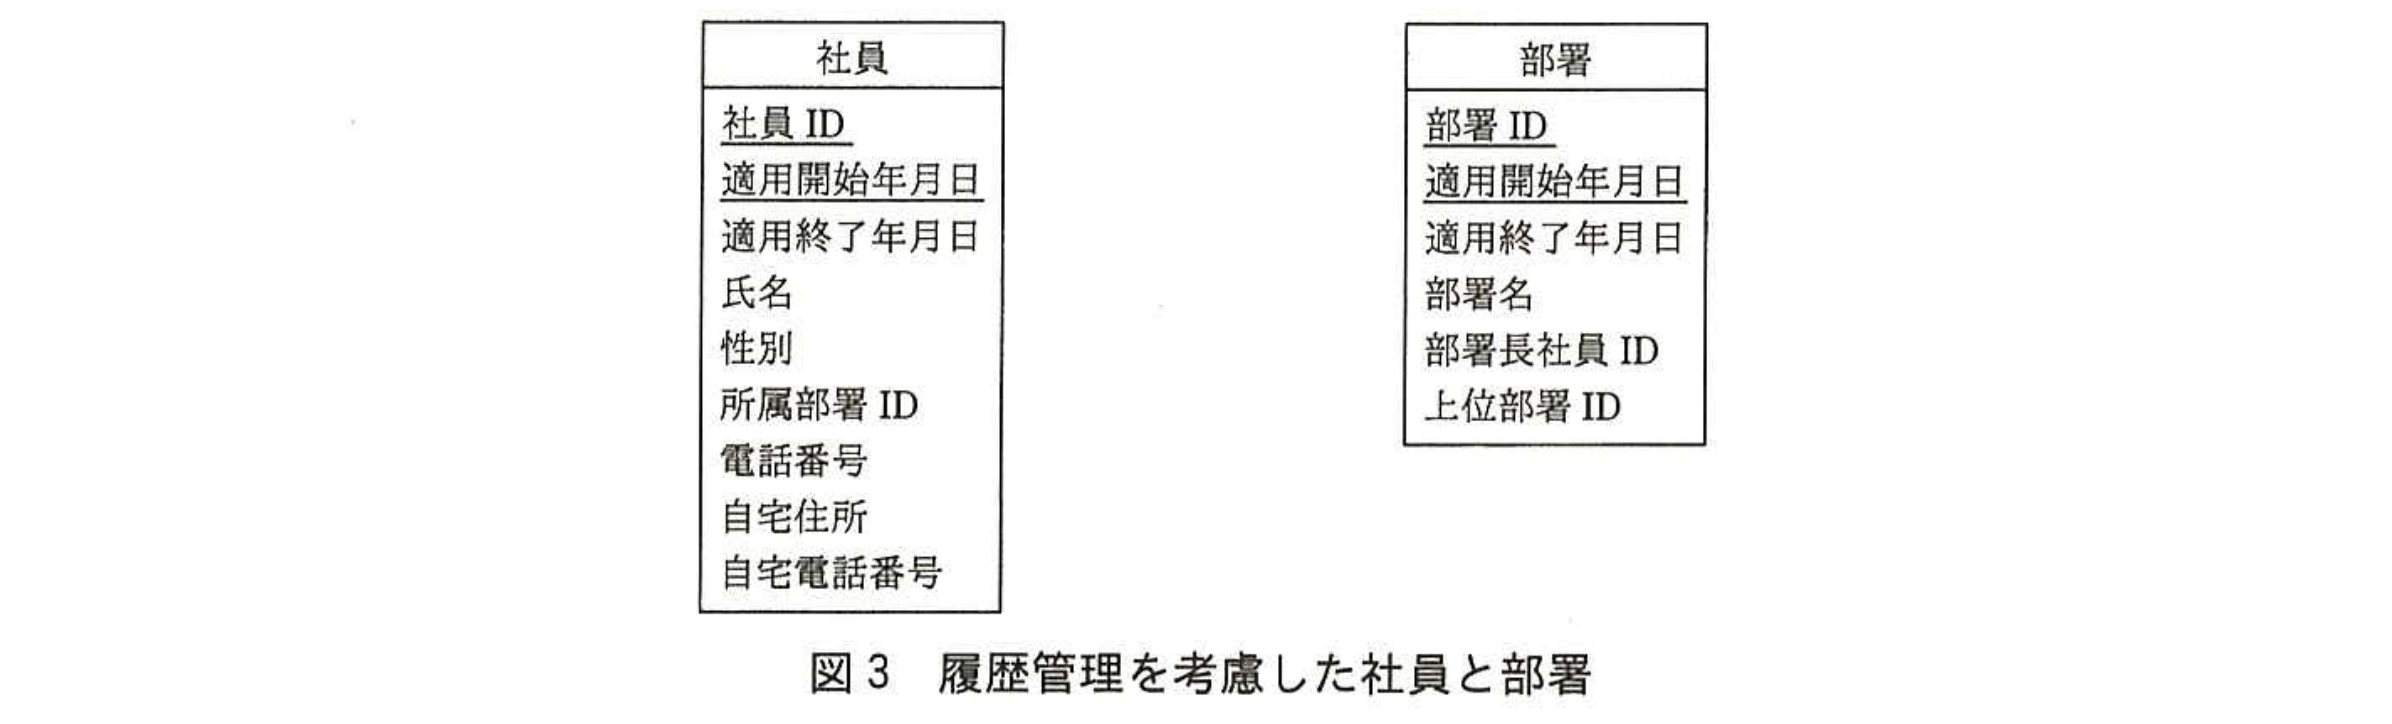 社員
社員 ID
適用開始年月日
適用終了年月日
氏名
性別
所属部署 ID
電話番号
自宅住所
自宅電話番号
部署
部署 ID
適用開始年月日
適用終了年月日
部署名
部署長社員 ID
上位部署 ID
図 3　履歴管理を考慮した社員と部署